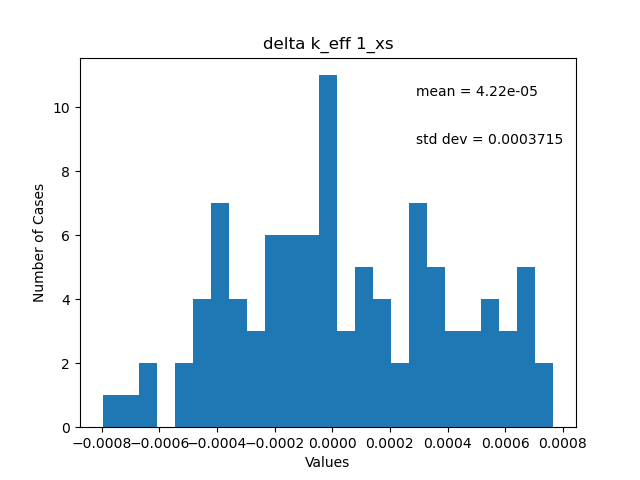 delta k_eff 1_xs
mean = 4.22e-05
std dev = 0.0003715
Number of Cases
10
8
6
4
2
0
−0.0008 −0.0006 −0.0004 −0.0002 0.0000 0.0002 0.0004 0.0006 0.0008
Values